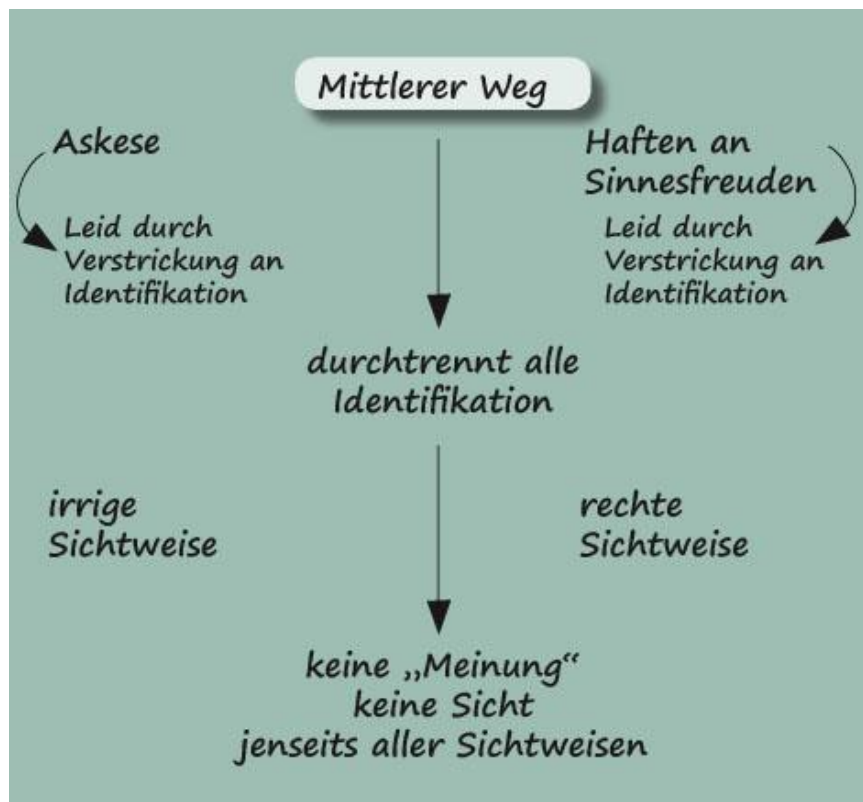 Mittlerer Weg
Askese
Leid durch
Verstrickung an
Identifikation
Haften an
Sinnesfreuden
Leid durch
Verstrickung an
Identifikation
durchtrennt alle
Identifikation
irrige
Sichtweise
rechte
Sichtweise
keine „Meinung“
keine Sicht
jenseits aller Sichtweisen